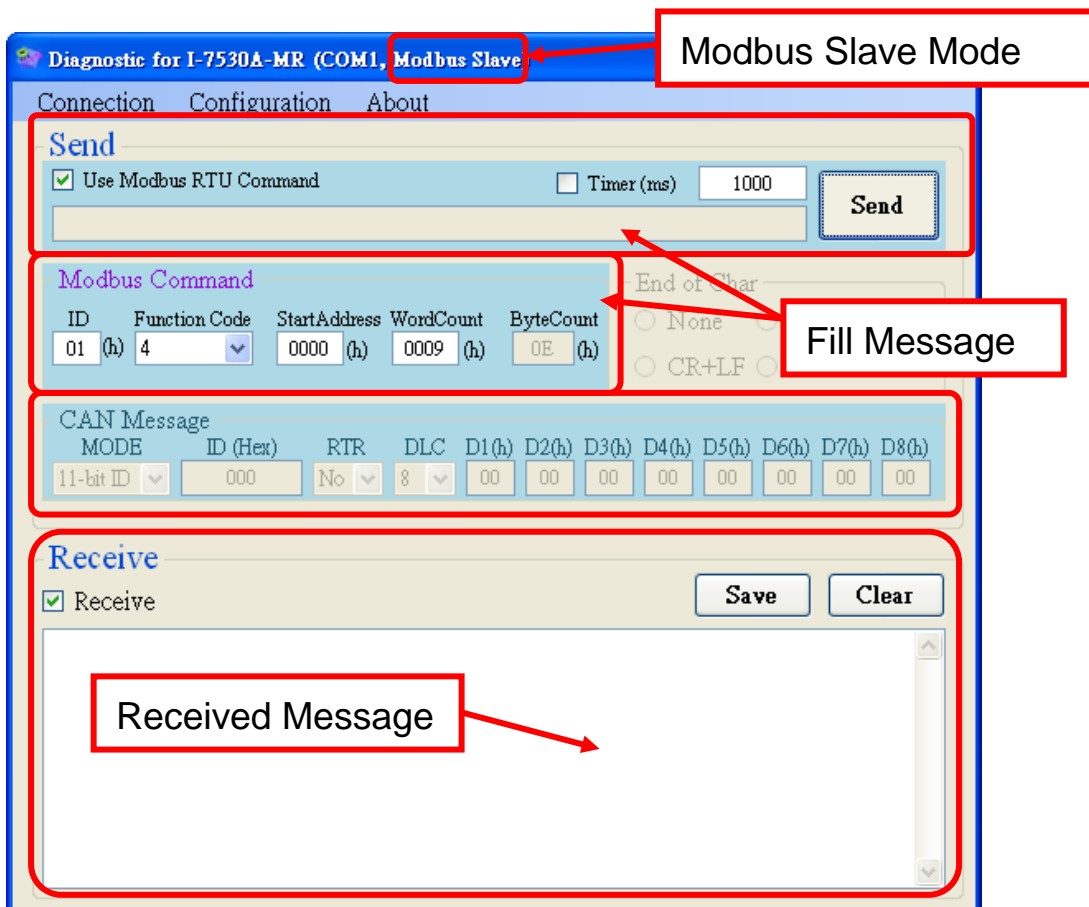 Modbus Slave Mode
Diagnostic for I-7530A-MR (COM1, Modbus Slave)
Connection Configuration About
Send
Use Modbus RTU Command Timer (ms) 1000 Send
Modbus Command End of Char
ID Function Code StartAddress WordCount ByteCount None
01 (h) 4 0000 (h) 0009 (h) 0E (h) CR+LF
Fill Message
CAN Message
MODE ID (Hex) RTR DLC D1(h) D2(h) D3(h) D4(h) D5(h) D6(h) D7(h) D8(h)
11-bit ID 000 No 8 00 00 00 00 00 00 00 00
Receive
Receive Save Clear
Received Message